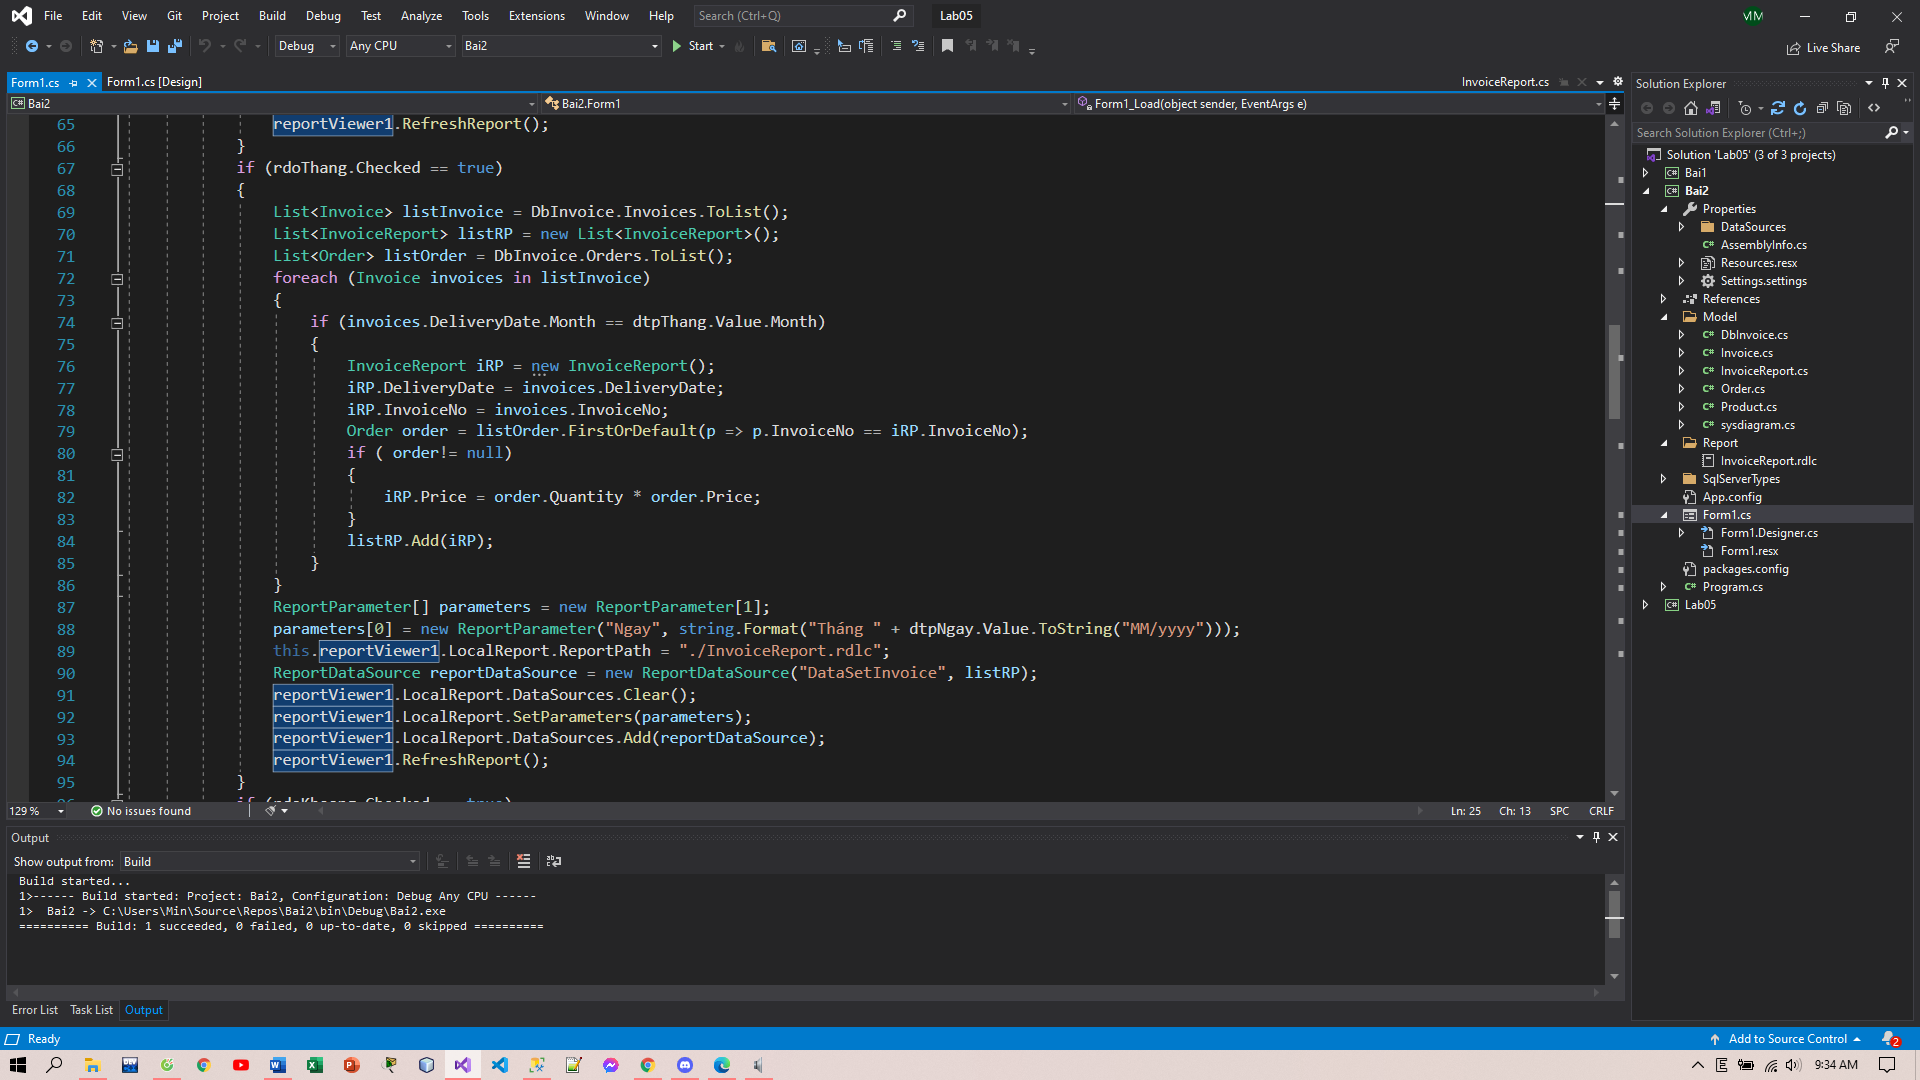 File Edit View Git Project Build Debug Test Analyze Tools Extensions Window Help Search (Ctrl+Q) Lab05 MM
Debug Any CPU Bai2 Start Live Share
Form1.cs Form1.cs [Design] InvoiceReport.cs
Bai2 Bai2.Form1 Form1_Load(object sender, EventArgs e)
65 reportViewer1.RefreshReport();
66 }
67 if (rdoThang.Checked == true)
68 {
69 List<Invoice> listInvoice = DbInvoice.Invoices.ToList();
70 List<InvoiceReport> listRP = new List<InvoiceReport>();
71 List<Order> listOrder = DbInvoice.Orders.ToList();
72 foreach (Invoice invoices in listInvoice)
73 {
74 if (invoices.DeliveryDate.Month == dtpThang.Value.Month)
75 {
76 InvoiceReport iRP = new InvoiceReport();
77 iRP.DeliveryDate = invoices.DeliveryDate;
78 iRP.InvoiceNo = invoices.InvoiceNo;
79 Order order = listOrder.FirstOrDefault(p => p.InvoiceNo == iRP.InvoiceNo);
80 if ( order!= null)
81 {
82 iRP.Price = order.Quantity * order.Price;
83 }
84 listRP.Add(iRP);
85 }
86 }
87 ReportParameter[] parameters = new ReportParameter[1];
88 parameters[0] = new ReportParameter("Ngay", string.Format("Tháng " + dtpNgay.Value.ToString("MM/yyyy")));
89 this.reportViewer1.LocalReport.ReportPath = "./InvoiceReport.rdlc";
90 ReportDataSource reportDataSource = new ReportDataSource("DataSetInvoice", listRP);
91 reportViewer1.LocalReport.DataSources.Clear();
92 reportViewer1.LocalReport.SetParameters(parameters);
93 reportViewer1.LocalReport.DataSources.Add(reportDataSource);
94 reportViewer1.RefreshReport();
95 }
129 % No issues found Ln: 25 Ch: 13 SPC CRLF
Output
Show output from: Build
Build started...
1>------ Build started: Project: Bai2, Configuration: Debug Any CPU ------
1> Bai2 -> C:\Users\Min\Source\Repos\Bai2\bin\Debug\Bai2.exe
========== Build: 1 succeeded, 0 failed, 0 up-to-date, 0 skipped ==========
Error List Task List Output
Solution Explorer
Search Solution Explorer (Ctrl+;)
Solution 'Lab05' (3 of 3 projects)
Bai1
Bai2
Properties
DataSources
AssemblyInfo.cs
Resources.resx
Settings.settings
References
Model
DbInvoice.cs
Invoice.cs
InvoiceReport.cs
Order.cs
Product.cs
sysdiagram.cs
Report
InvoiceReport.rdlc
SqlServerTypes
App.config
Form1.cs
Form1.Designer.cs
Form1.resx
packages.config
Program.cs
Lab05
Ready Add to Source Control 2
9:34 AM